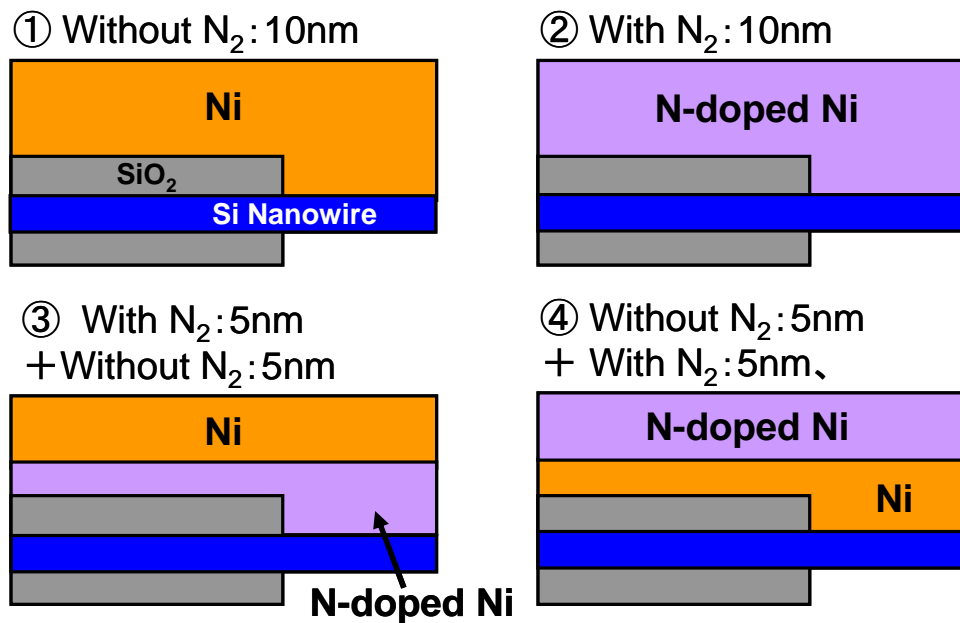 ① Without N₂:10nm
Ni
SiO₂
Si Nanowire
② With N₂:10nm
N-doped Ni
③ With N₂:5nm
+Without N₂:5nm
Ni
N-doped Ni
④ Without N₂:5nm
+ With N₂:5nm、
N-doped Ni
Ni